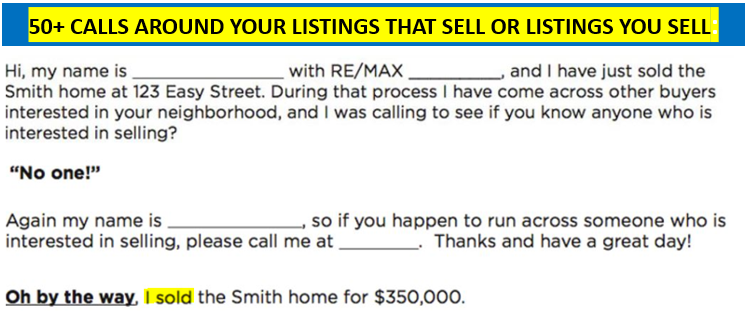 50+ CALLS AROUND YOUR LISTINGS THAT SELL OR LISTINGS YOU SELL:
Hi, my name is ________________ with RE/MAX __________, and I have just sold the
Smith home at 123 Easy Street. During that process I have come across other buyers
interested in your neighborhood, and I was calling to see if you know anyone who is
interested in selling?
“No one!”
Again my name is ______________, so if you happen to run across someone who is
interested in selling, please call me at ________. Thanks and have a great day!
Oh by the way, I sold the Smith home for $350,000.